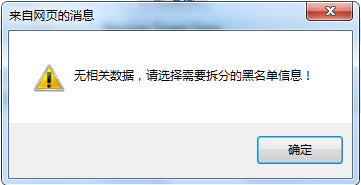 来自网页的消息
无相关数据，请选择需要拆分的黑名单信息！
确定